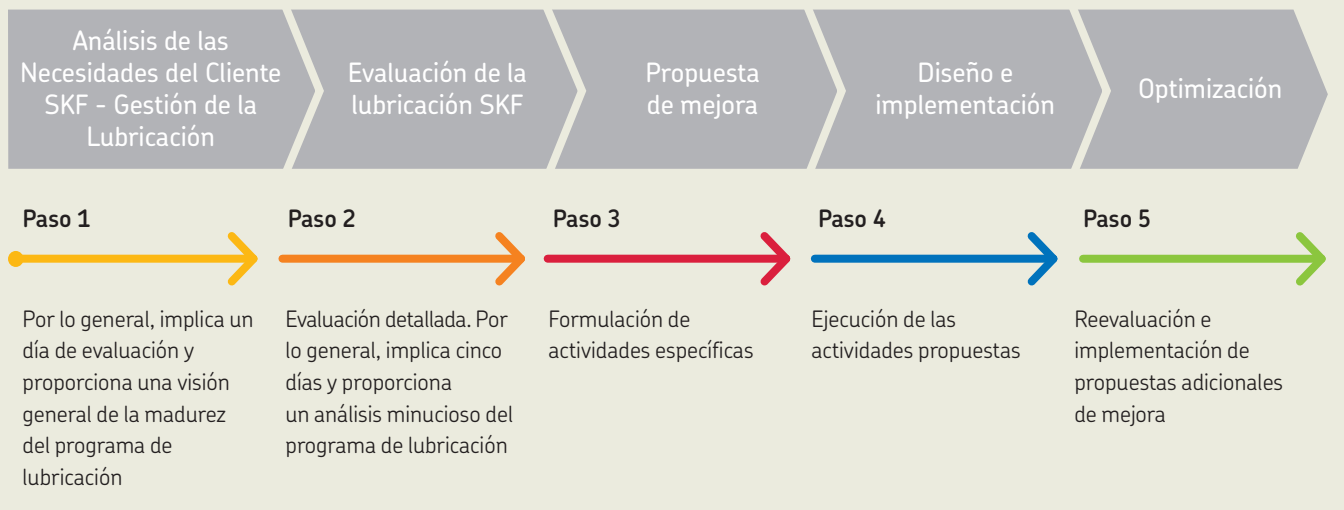 Análisis de las
Necesidades del Cliente
SKF - Gestión de la
Lubricación
Evaluación de la
lubricación SKF
Propuesta
de mejora
Diseño e
implementación
Optimización
Paso 1
Por lo general, implica un
día de evaluación y
proporciona una visión
general de la madurez
del programa de
lubricación
Paso 2
Evaluación detallada. Por
lo general, implica cinco
días y proporciona
un análisis minucioso del
programa de lubricación
Paso 3
Formulación de
actividades específicas
Paso 4
Ejecución de las
actividades propuestas
Paso 5
Reevaluación e
implementación de
propuestas adicionales
de mejora